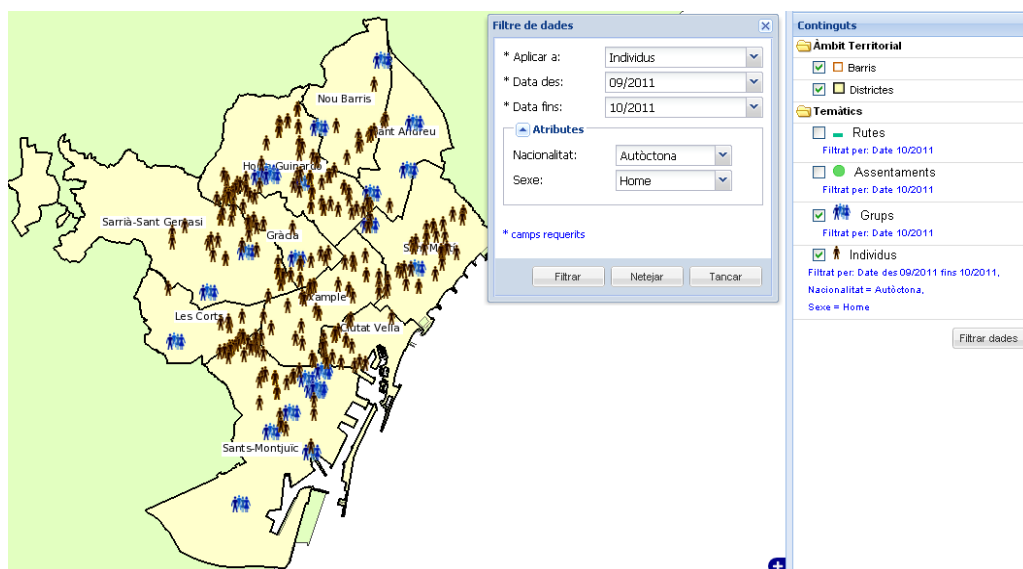 Nou Barris
Sant Andreu
Horta-Guinardó
Sarrià-Sant Gervasi
Gràcia
Sant Martí
Eixample
Les Corts
Ciutat Vella
Sants-Montjuïc
Filtre de dades
* Aplicar a: Individus
* Data des: 09/2011
* Data fins: 10/2011
Atributes
Nacionalitat: Autòctona
Sexe: Home
* camps requerits
Filtrar Netejar Tancar
Continguts
Àmbit Territorial
Barris
Districtes
Temàtics
Rutes
Filtrat per: Date 10/2011
Assentaments
Filtrat per: Date 10/2011
Grups
Filtrat per: Date 10/2011
Individus
Filtrat per: Date des 09/2011 fins 10/2011,
Nacionalitat = Autòctona,
Sexe = Home
Filtrar dades